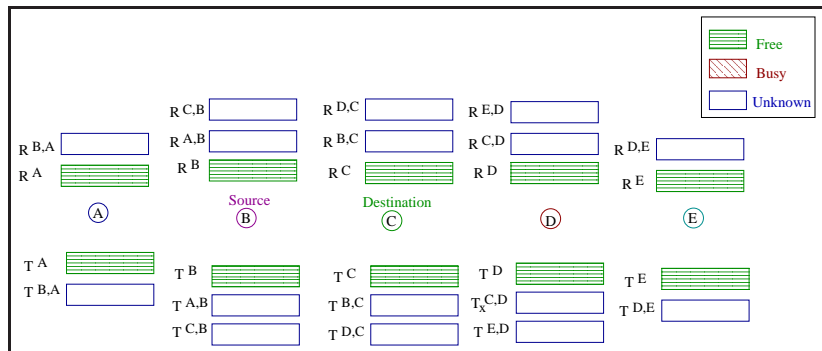 Free
Busy
Unknown
R C,B
R D,C
R E,D
R B,A
R A,B
R B,C
R C,D
R D,E
R A
R B
R C
R D
R E
Source
Destination
A
B
C
D
E
T A
T B
T C
T D
T E
T B,A
T A,B
T B,C
Tx C,D
T D,E
T C,B
T D,C
T E,D